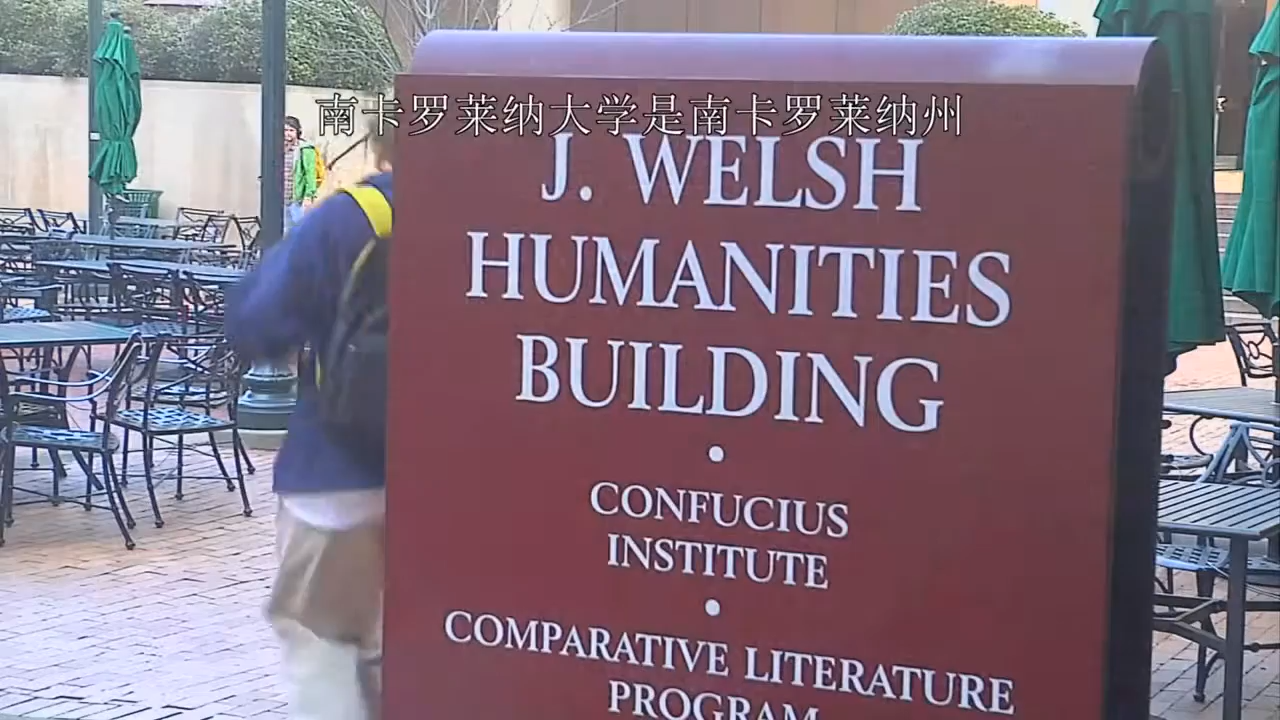 南卡罗莱纳大学是南卡罗莱纳州
J. WELSH
HUMANITIES
BUILDING
CONFUCIUS
INSTITUTE
COMPARATIVE LITERATURE
PROGRAM